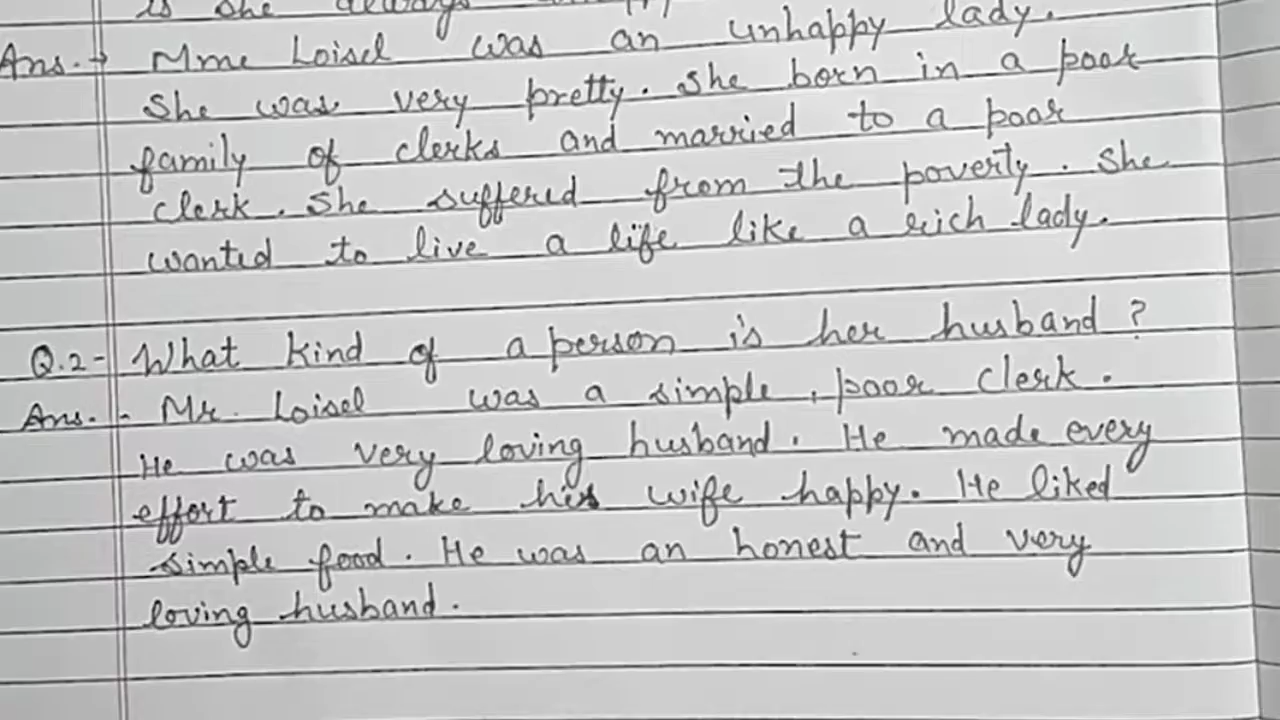 is she always
Ans. → Mme Loisel was an unhappy lady.
She was very pretty. She born in a poor
family of clerks and married to a poor
clerk. She suffered from the poverty. She
wanted to live a life like a rich lady.
Q.2- What kind of a person is her husband?
Ans.- Mr. Loisel was a simple, poor clerk.
He was very loving husband. He made every
effort to make his wife happy. He liked
simple food. He was an honest and very
loving husband.